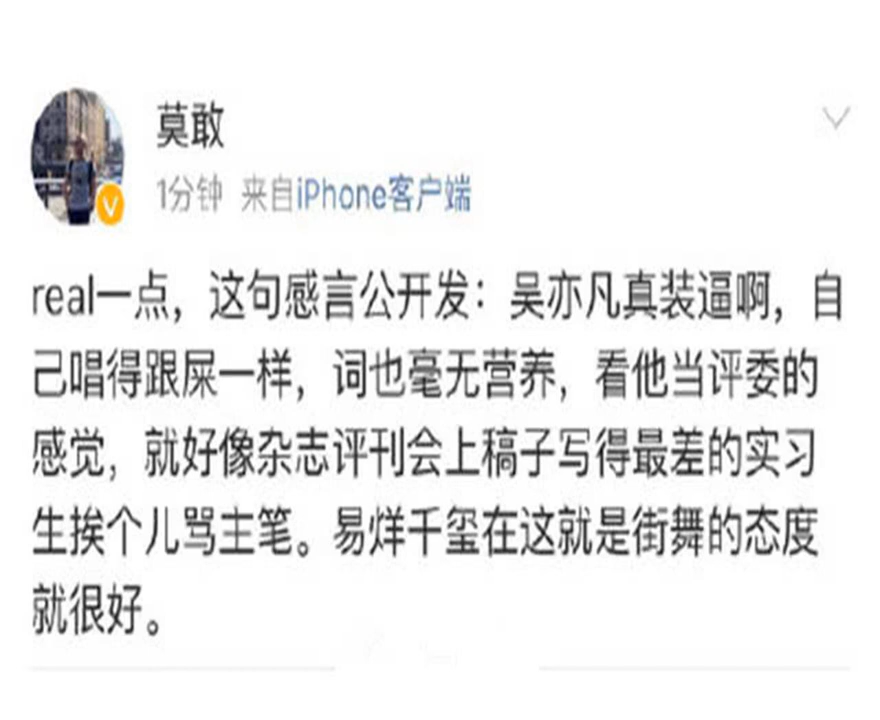 莫敢
1分钟 来自iPhone客户端
real一点，这句感言公开发：吴亦凡真装逼啊，自
己唱得跟屎一样，词也毫无营养，看他当评委的
感觉，就好像杂志评刊会上稿子写得最差的实习
生挨个儿骂主笔。易烊千玺在这就是街舞的态度
就很好。